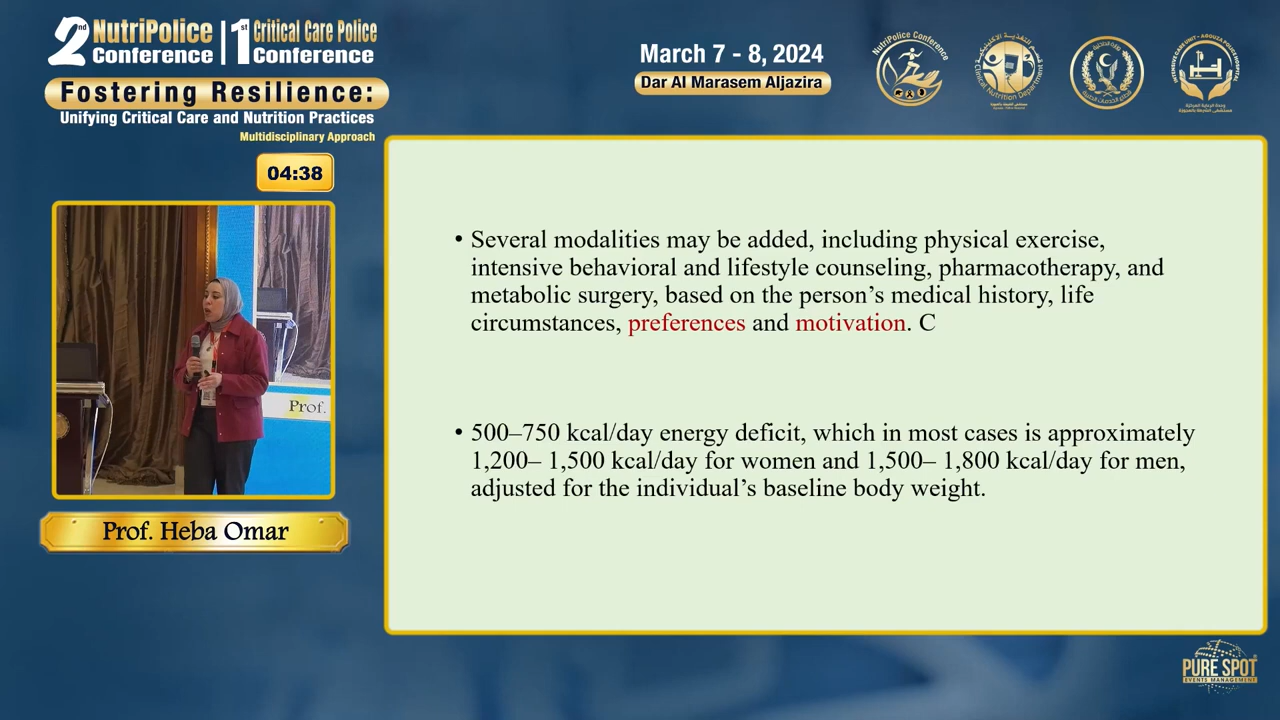 2nd NutriPolice Conference | 1st Critical Care Police Conference
Fostering Resilience:
Unifying Critical Care and Nutrition Practices
Multidisciplinary Approach
March 7 - 8, 2024
Dar Al Marasem Aljazira
NutriPolice Conference
04:38
Prof.
Prof. Heba Omar
• Several modalities may be added, including physical exercise,
intensive behavioral and lifestyle counseling, pharmacotherapy, and
metabolic surgery, based on the person’s medical history, life
circumstances, preferences and motivation. C
• 500–750 kcal/day energy deficit, which in most cases is approximately
1,200– 1,500 kcal/day for women and 1,500– 1,800 kcal/day for men,
adjusted for the individual’s baseline body weight.
PURE SPOT
EVENTS MANAGEMENT